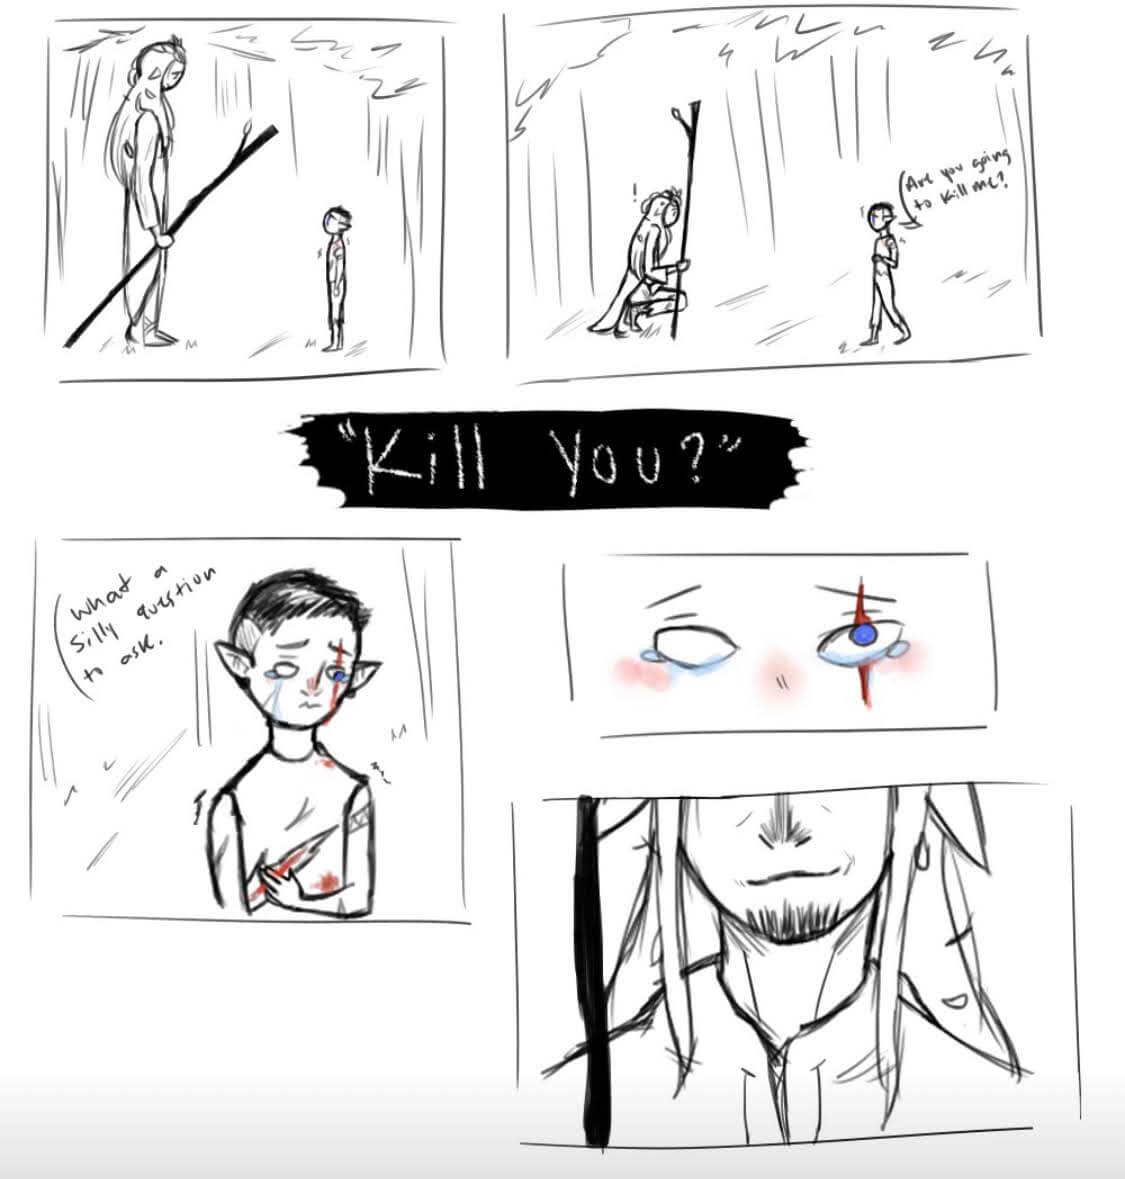 !
Are you going
to kill me?
"Kill You?"
What a
silly question
to ask.